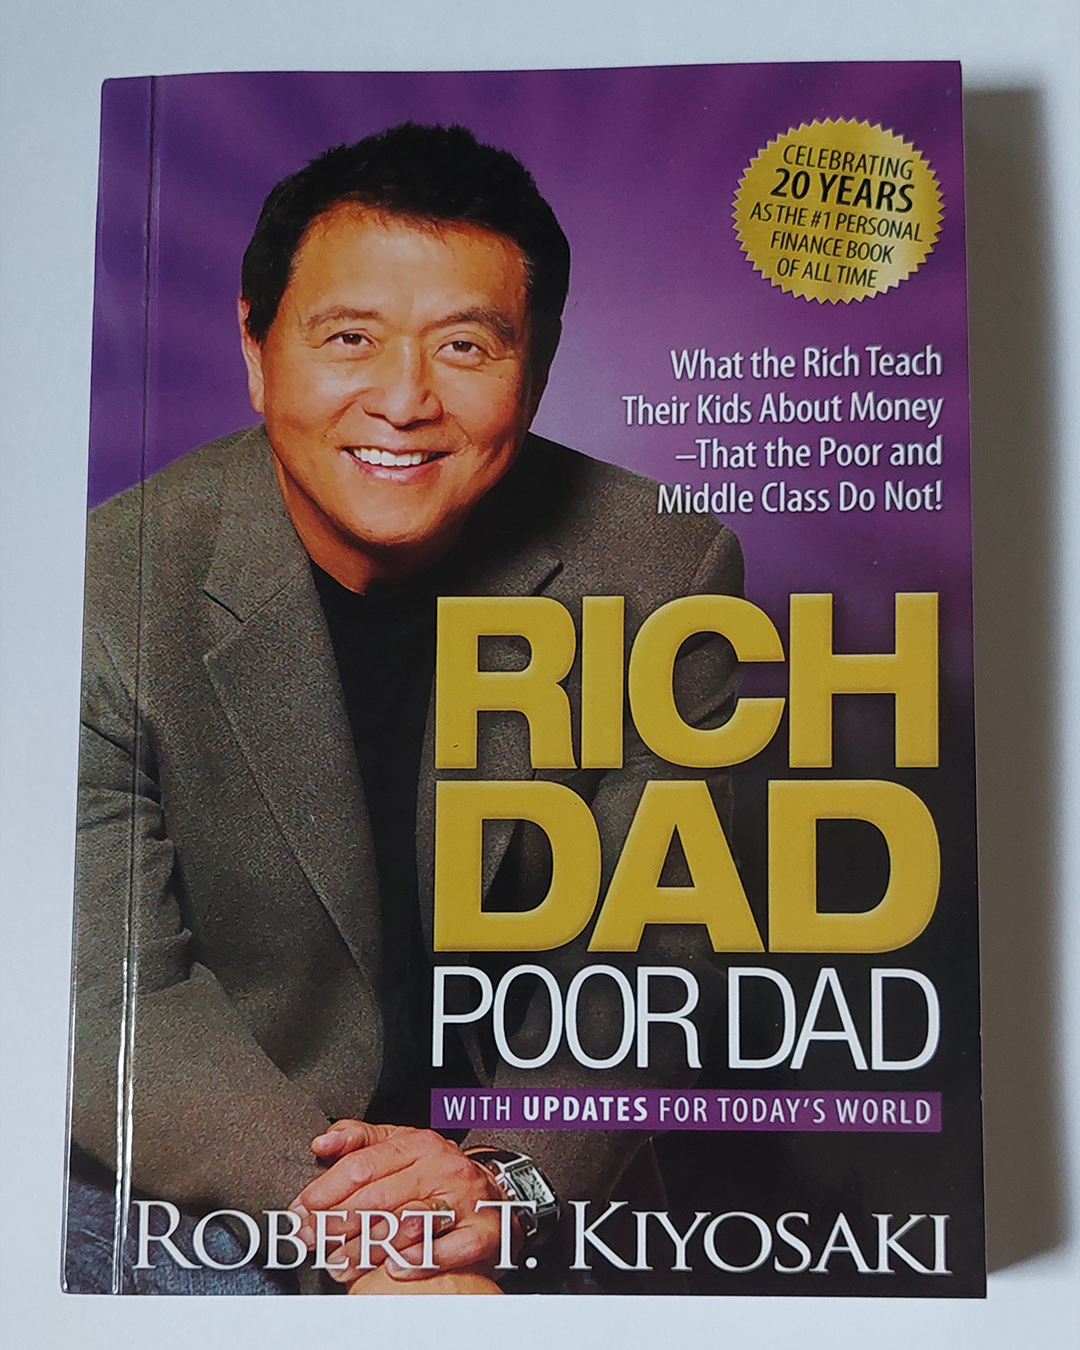 CELEBRATING
20 YEARS
AS THE #1 PERSONAL
FINANCE BOOK
OF ALL TIME
What the Rich Teach
Their Kids About Money
–That the Poor and
Middle Class Do Not!
RICH
DAD
POOR DAD
WITH UPDATES FOR TODAY'S WORLD
ROBERT T. KIYOSAKI